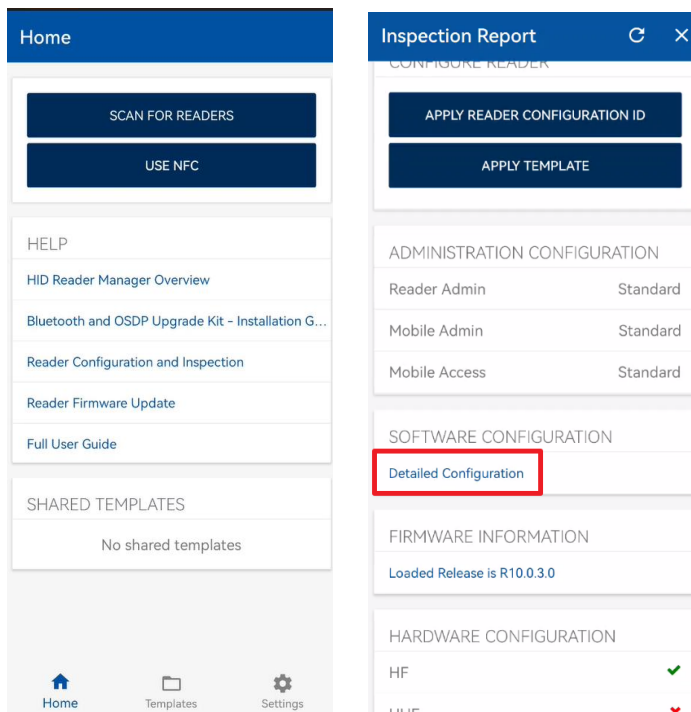 Home
SCAN FOR READERS
USE NFC
HELP
HID Reader Manager Overview
Bluetooth and OSDP Upgrade Kit - Installation G...
Reader Configuration and Inspection
Reader Firmware Update
Full User Guide
SHARED TEMPLATES
No shared templates
Home
Templates
Settings
Inspection Report
CONFIGURE READER
APPLY READER CONFIGURATION ID
APPLY TEMPLATE
ADMINISTRATION CONFIGURATION
Reader Admin Standard
Mobile Admin Standard
Mobile Access Standard
SOFTWARE CONFIGURATION
Detailed Configuration
FIRMWARE INFORMATION
Loaded Release is R10.0.3.0
HARDWARE CONFIGURATION
HF